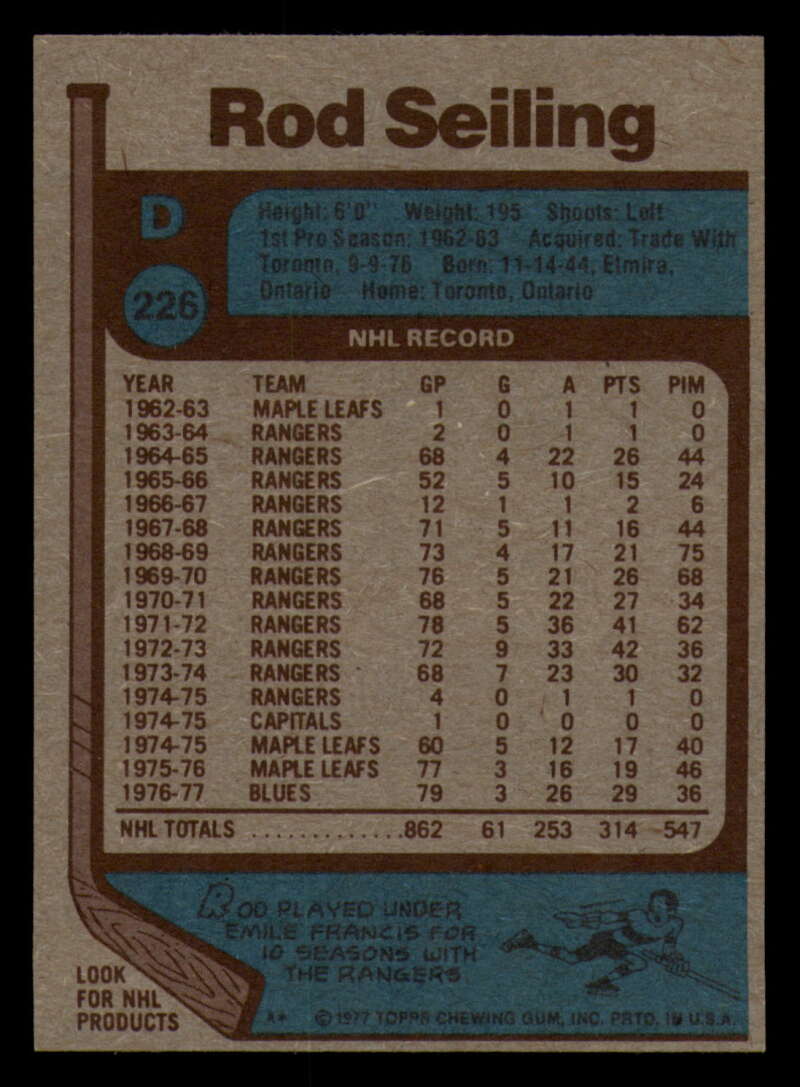 Rod Seiling
D
Height: 6'0" Weight: 195 Shoots: Left
1st Pro Season: 1962-63 Acquired: Trade With
Toronto, 9-9-76 Born: 11-14-44, Elmira,
Ontario Home: Toronto, Ontario
226
NHL RECORD
YEAR TEAM GP G A PTS PIM
1962-63 MAPLE LEAFS 1 0 1 1 0
1963-64 RANGERS 2 0 1 1 0
1964-65 RANGERS 68 4 22 26 44
1965-66 RANGERS 52 5 10 15 24
1966-67 RANGERS 12 1 1 2 6
1967-68 RANGERS 71 5 11 16 44
1968-69 RANGERS 73 4 17 21 75
1969-70 RANGERS 76 5 21 26 68
1970-71 RANGERS 68 5 22 27 34
1971-72 RANGERS 78 5 36 41 62
1972-73 RANGERS 72 9 33 42 36
1973-74 RANGERS 68 7 23 30 32
1974-75 RANGERS 4 0 1 1 0
1974-75 CAPITALS 1 0 0 0 0
1974-75 MAPLE LEAFS 60 5 12 17 40
1975-76 MAPLE LEAFS 77 3 16 19 46
1976-77 BLUES 79 3 26 29 36
NHL TOTALS .............862 61 253 314 547
ROD PLAYED UNDER
EMILE FRANCIS FOR
10 SEASONS WITH
THE RANGERS
LOOK
FOR NHL
PRODUCTS
A* © 1977 TOPPS CHEWING GUM, INC. PRTD. IN U.S.A.